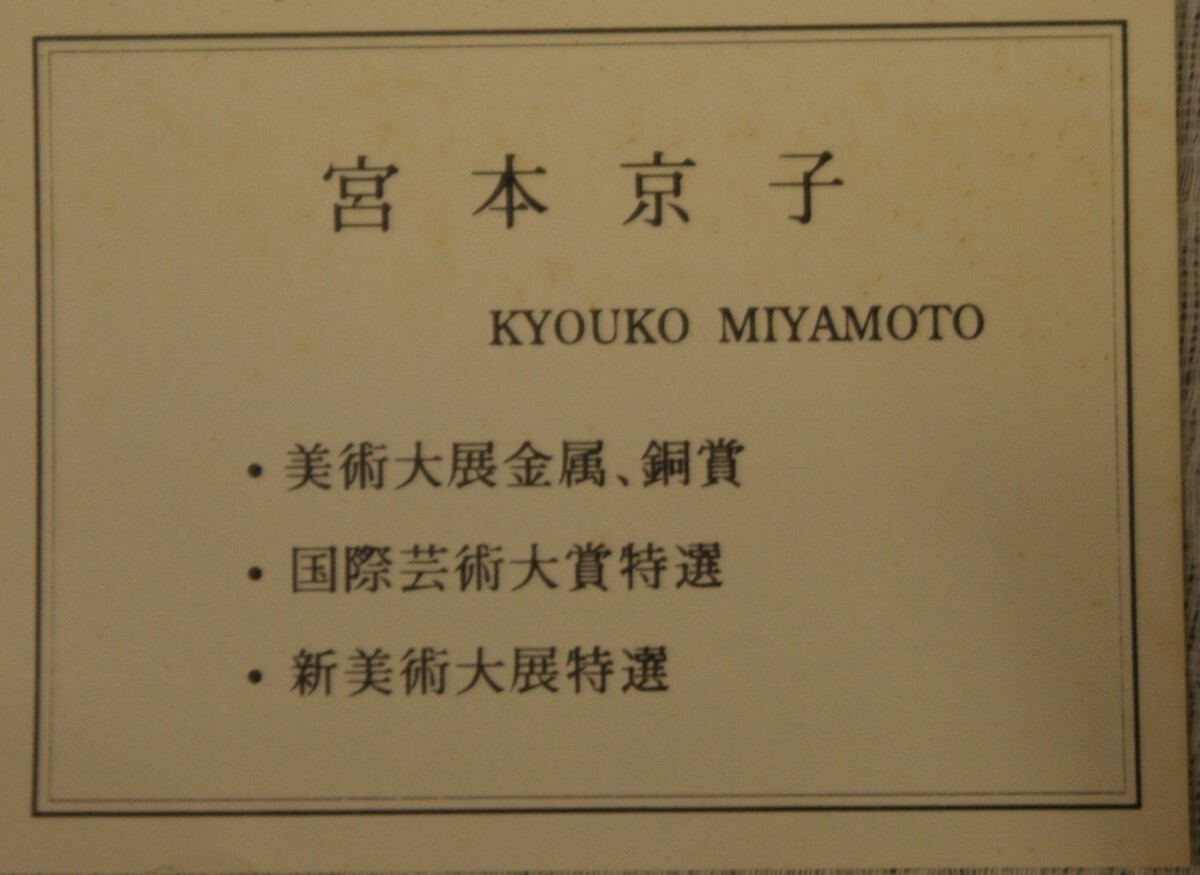 宮本京子
KYOUKO MIYAMOTO
・美術大展金属、銅賞
・国際芸術大賞特選
・新美術大展特選